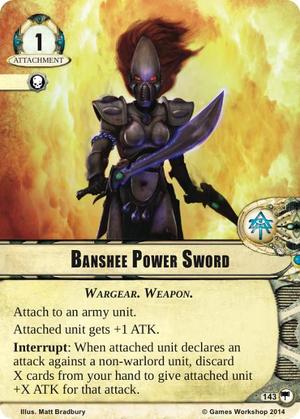 1
ATTACHMENT
BANSHEE POWER SWORD
WARGEAR. WEAPON.
Attach to an army unit.
Attached unit gets +1 ATK.
Interrupt: When attached unit declares an
attack against a non-warlord unit, discard
X cards from your hand to give attached unit
+X ATK for that attack.
143
Illus. Matt Bradbury
© Games Workshop 2014